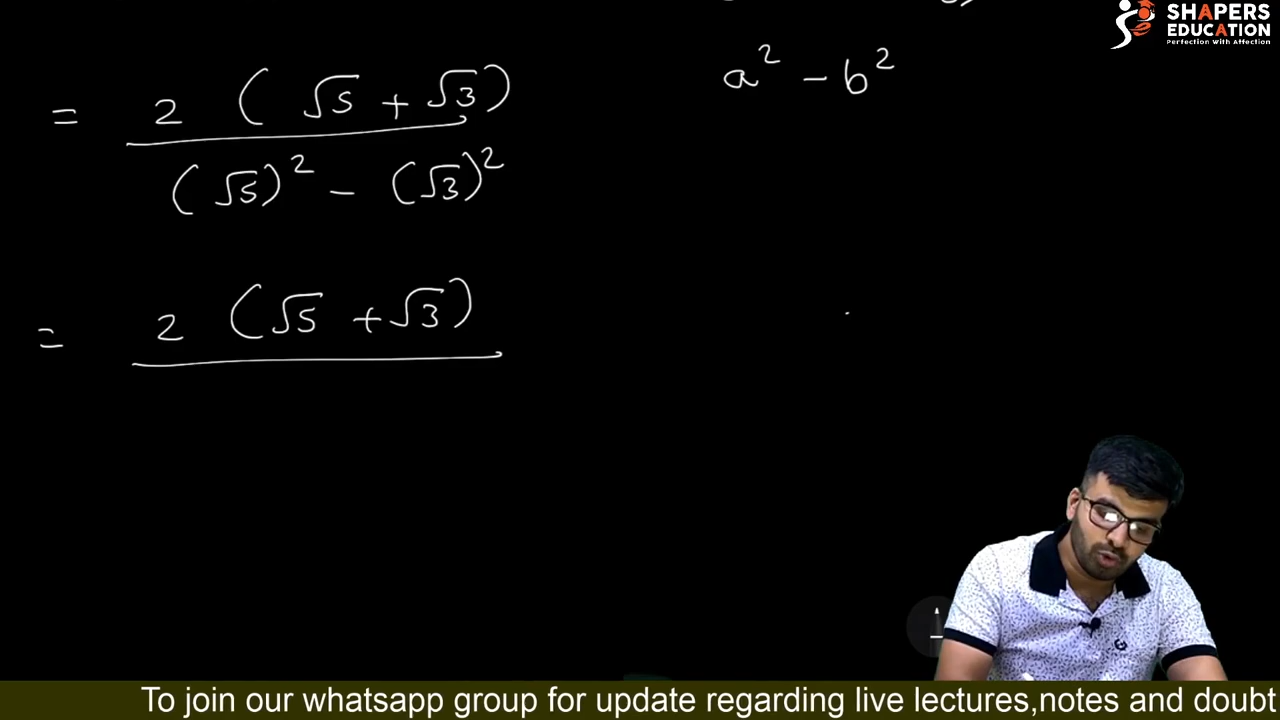 SHAPERS
EDUCATION
Perfection With Affection
a² - b²
= 2 (√5 + √3)
(√5)² - (√3)²
= 2 (√5 + √3)
To join our whatsapp group for update regarding live lectures,notes and doubt